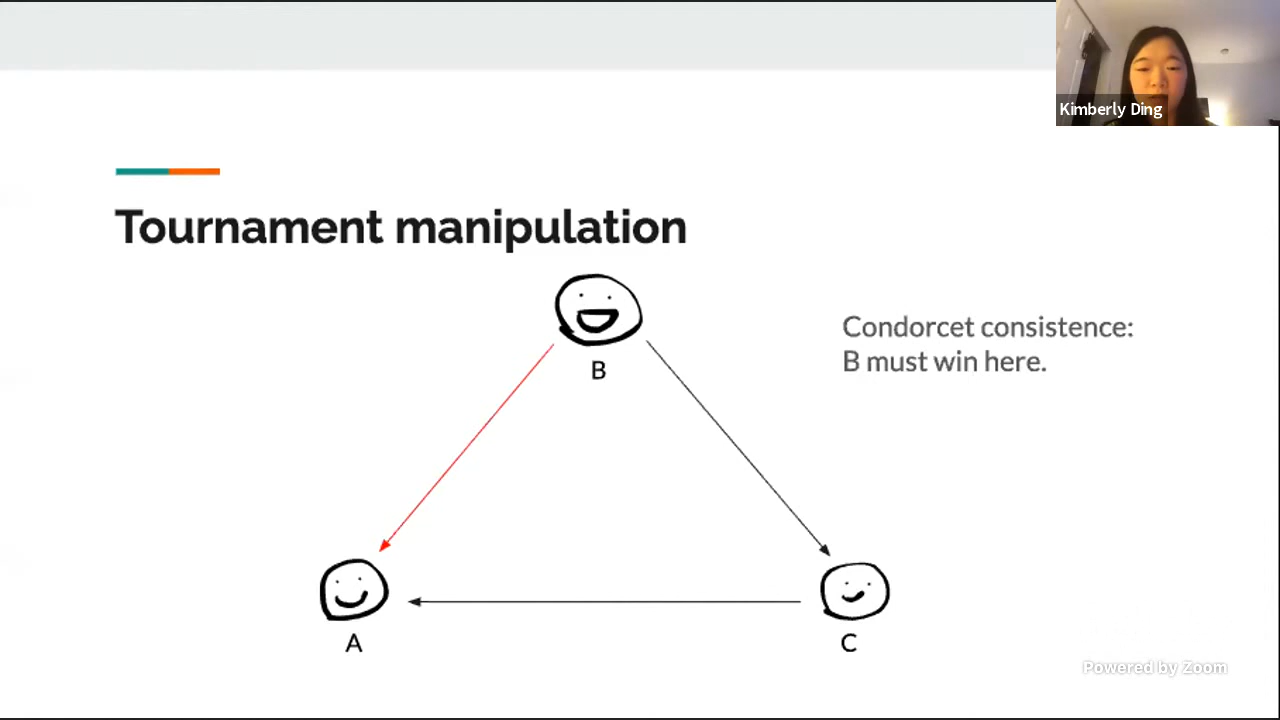 Kimberly Ding
Tournament manipulation
B
Condorcet consistence:
B must win here.
A
C
Powered by Zoom